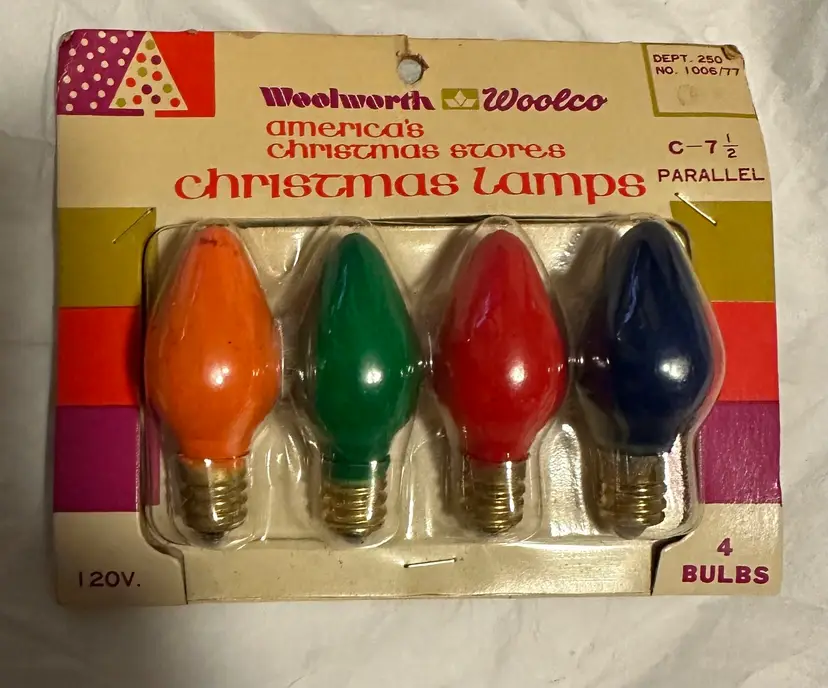 Woolworth Woolco
america's
christmas stores
christmas lamps
DEPT. 250
NO. 1006/77
C-7 1/2
PARALLEL
120V.
4
BULBS